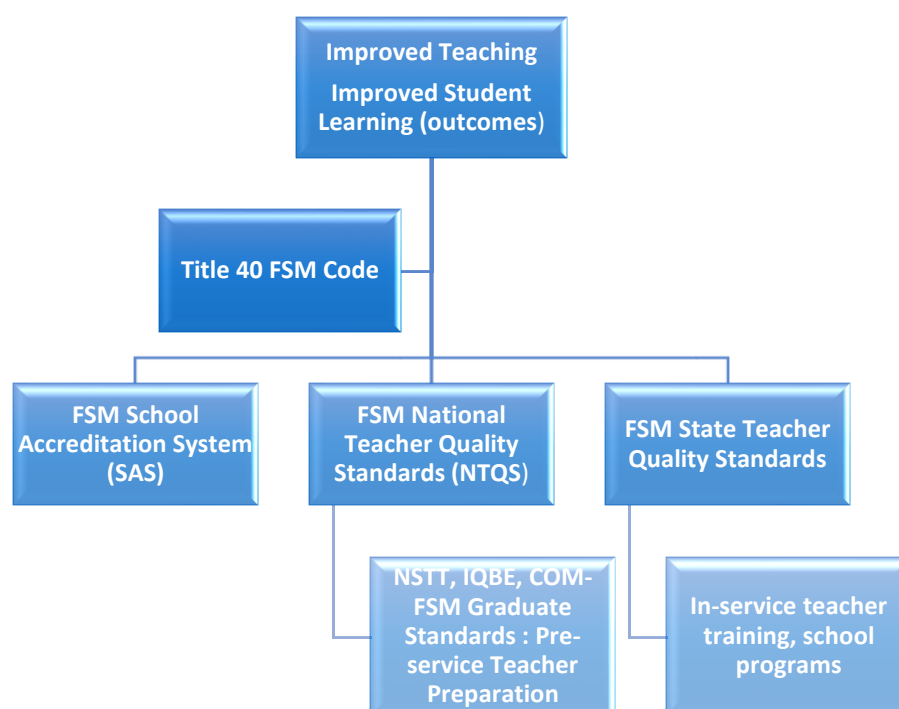 Improved Teaching
Improved Student
Learning (outcomes)
Title 40 FSM Code
FSM School
Accreditation System
(SAS)
FSM National
Teacher Quality
Standards (NTQS)
FSM State Teacher
Quality Standards
NSTT, IQBE, COM-
FSM Graduate
Standards : Pre-
service Teacher
Preparation
In-service teacher
training, school
programs